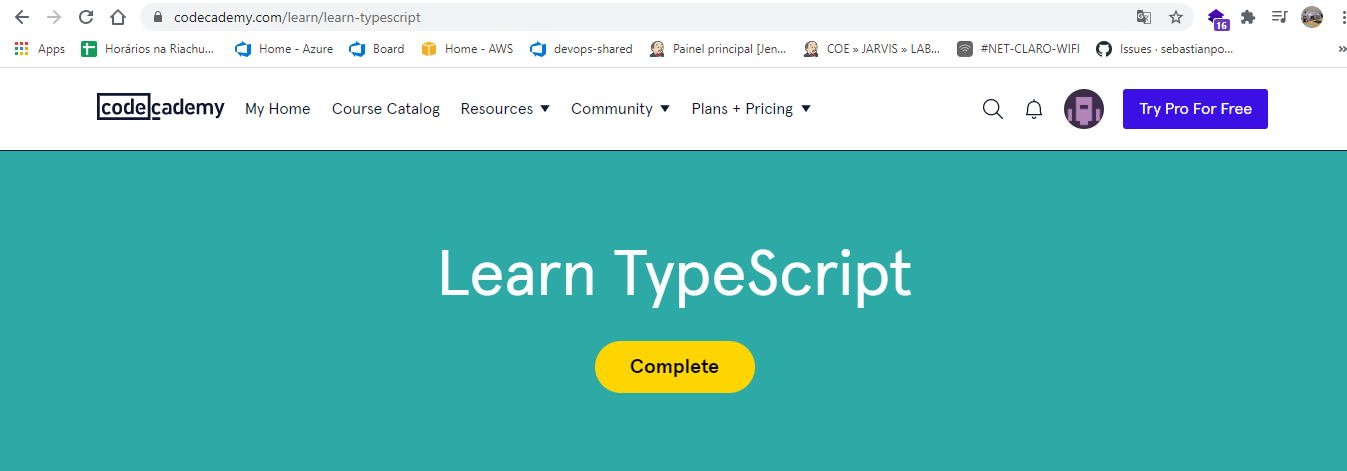 codecademy.com/learn/learn-typescript
16
Apps Horários na Riachu... Home - Azure Board Home - AWS devops-shared Painel principal [Jen... COE » JARVIS » LAB... #NET-CLARO-WIFI Issues · sebastianpo... »
codecademy My Home Course Catalog Resources Community Plans + Pricing Try Pro For Free
Learn TypeScript
Complete